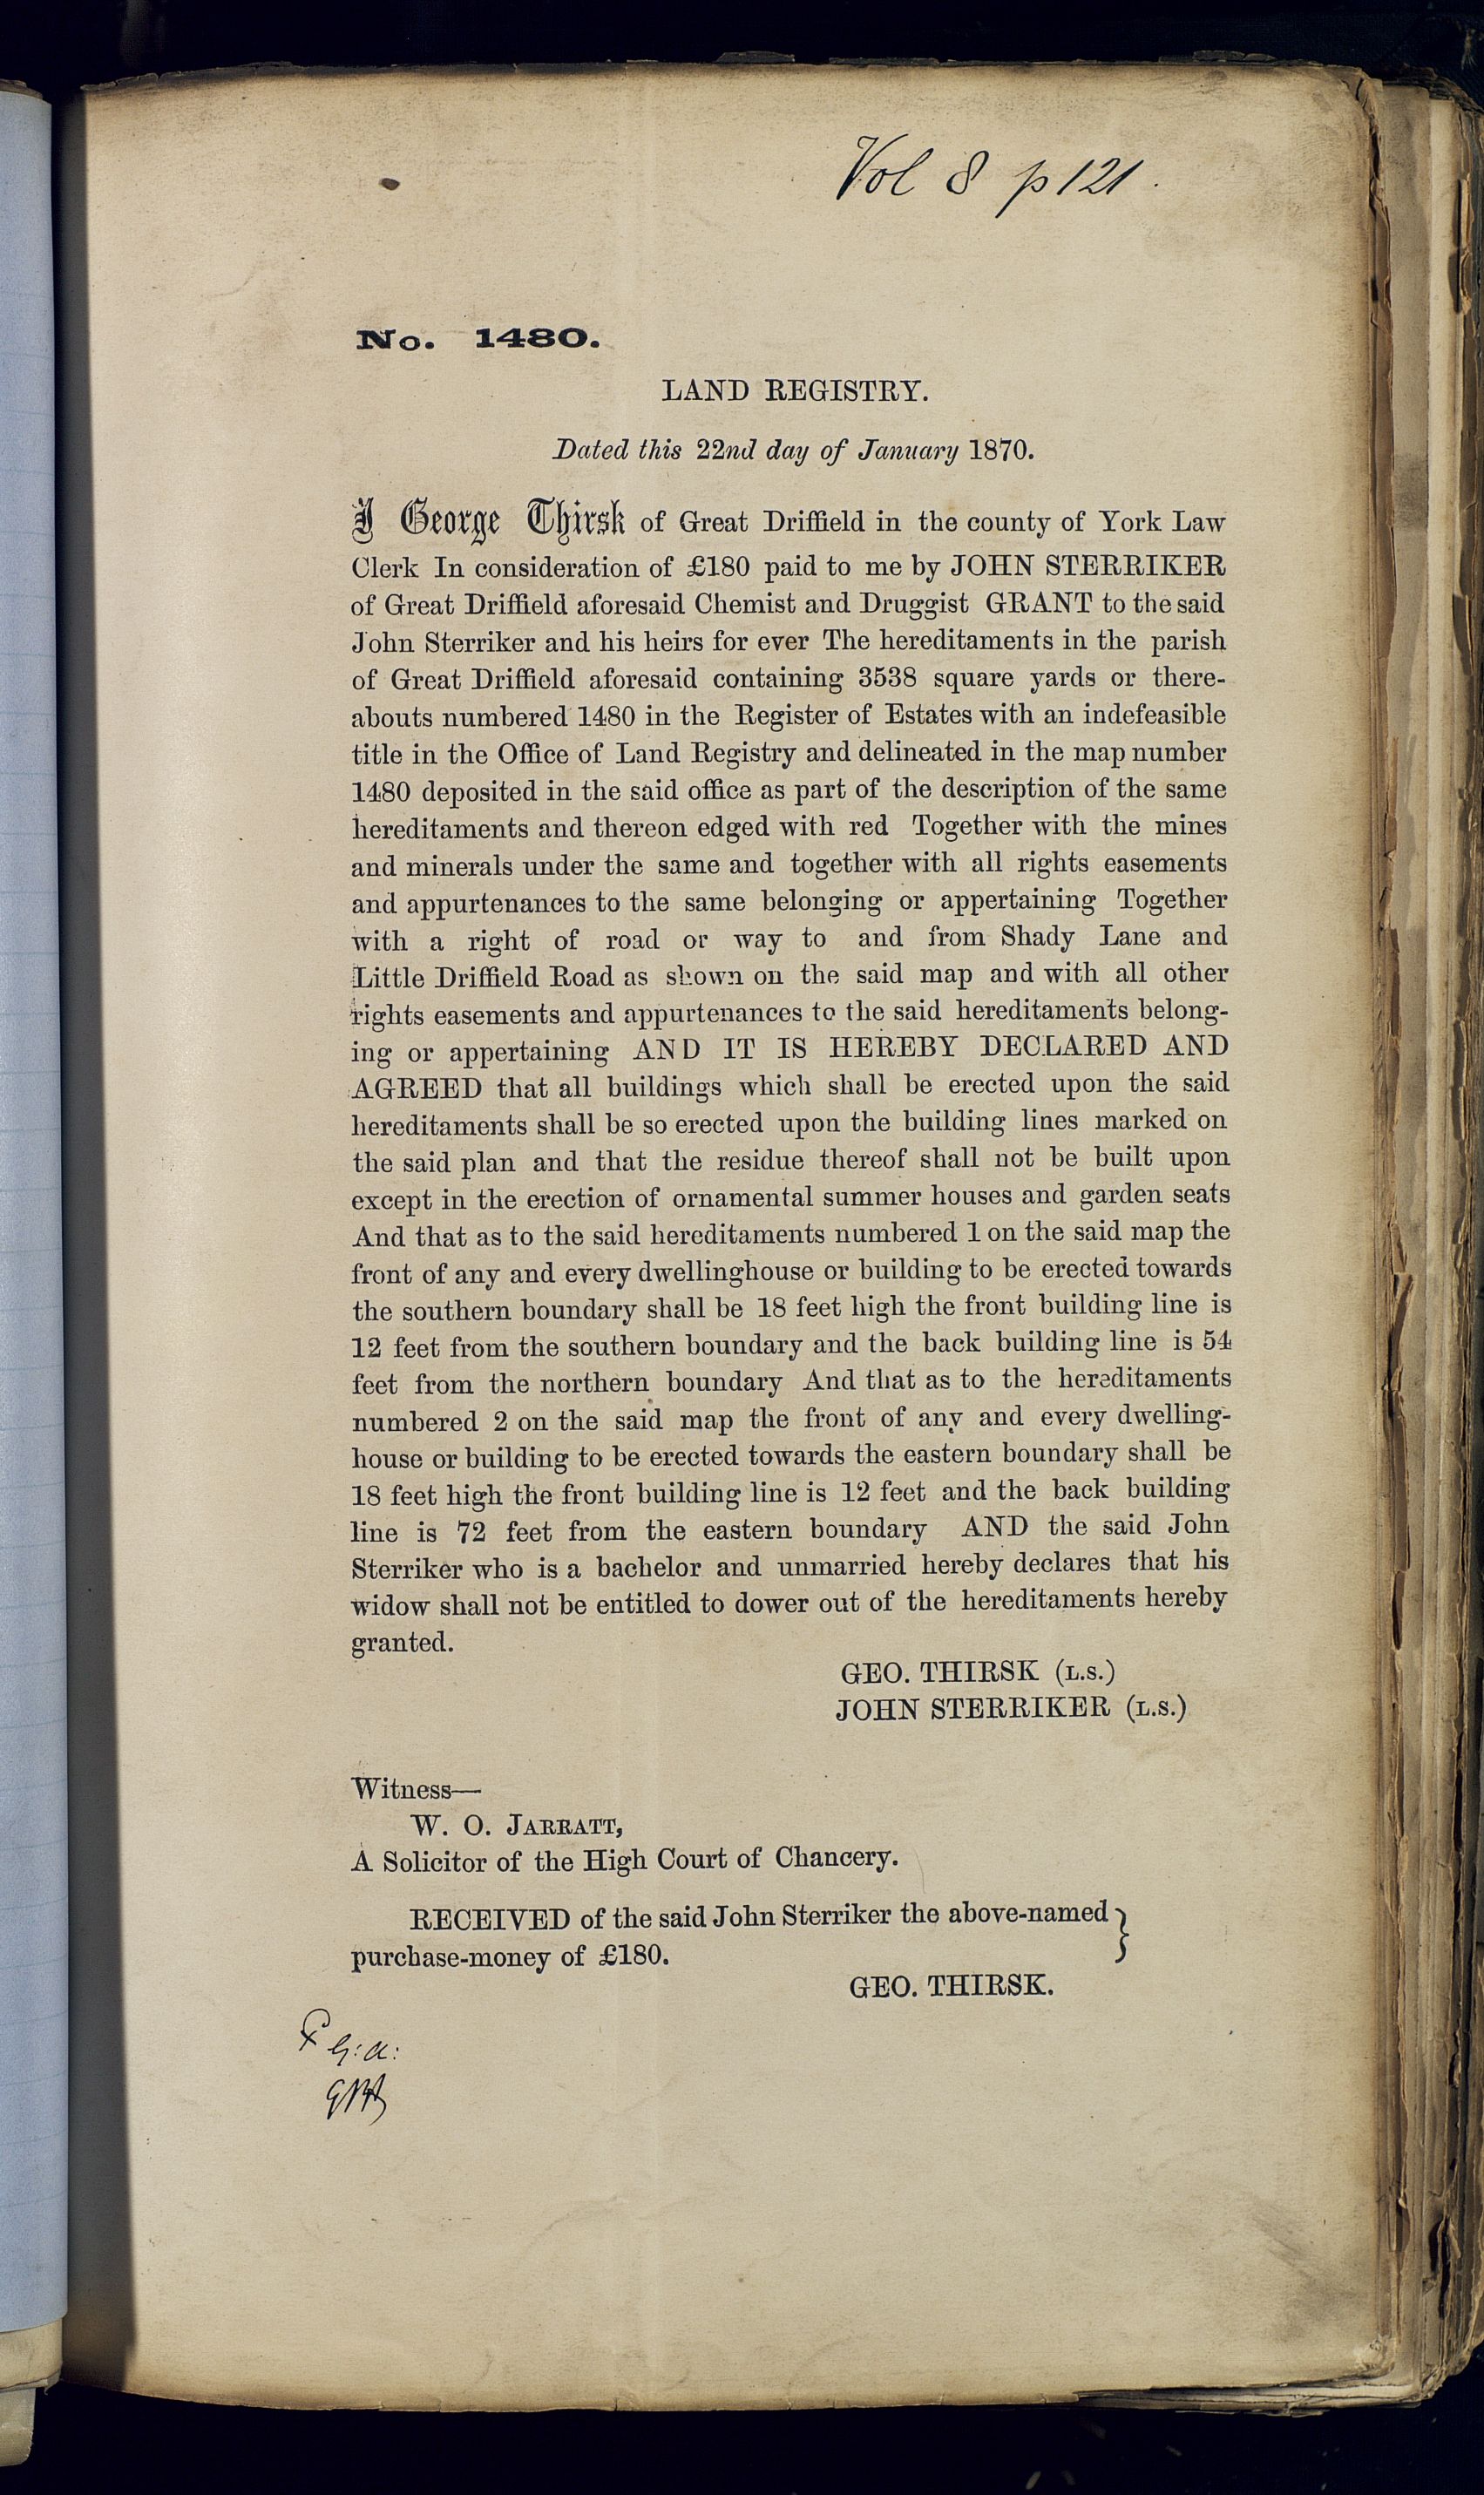 Vol 8 p 121.
No. 1480.
LAND REGISTRY.
Dated this 22nd day of January 1870.
I George Thirsk of Great Driffield in the county of York Law
Clerk In consideration of £180 paid to me by JOHN STERRIKER
of Great Driffield aforesaid Chemist and Druggist GRANT to the said
John Sterriker and his heirs for ever The hereditaments in the parish
of Great Driffield aforesaid containing 3538 square yards or there-
abouts numbered 1480 in the Register of Estates with an indefeasible
title in the Office of Land Registry and delineated in the map number
1480 deposited in the said office as part of the description of the same
hereditaments and thereon edged with red Together with the mines
and minerals under the same and together with all rights easements
and appurtenances to the same belonging or appertaining Together
with a right of road or way to and from Shady Lane and
Little Driffield Road as shown on the said map and with all other
rights easements and appurtenances to the said hereditaments belong-
ing or appertaining AND IT IS HEREBY DECLARED AND
AGREED that all buildings which shall be erected upon the said
hereditaments shall be so erected upon the building lines marked on
the said plan and that the residue thereof shall not be built upon
except in the erection of ornamental summer houses and garden seats
And that as to the said hereditaments numbered 1 on the said map the
front of any and every dwellinghouse or building to be erected towards
the southern boundary shall be 18 feet high the front building line is
12 feet from the southern boundary and the back building line is 54
feet from the northern boundary And that as to the hereditaments
numbered 2 on the said map the front of any and every dwelling-
house or building to be erected towards the eastern boundary shall be
18 feet high the front building line is 12 feet and the back building
line is 72 feet from the eastern boundary AND the said John
Sterriker who is a bachelor and unmarried hereby declares that his
widow shall not be entitled to dower out of the hereditaments hereby
granted.
GEO. THIRSK (L.S.)
JOHN STERRIKER (L.S.)
Witness—
W. O. JARRATT,
A Solicitor of the High Court of Chancery.
RECEIVED of the said John Sterriker the above-named }
purchase-money of £180.
GEO. THIRSK.